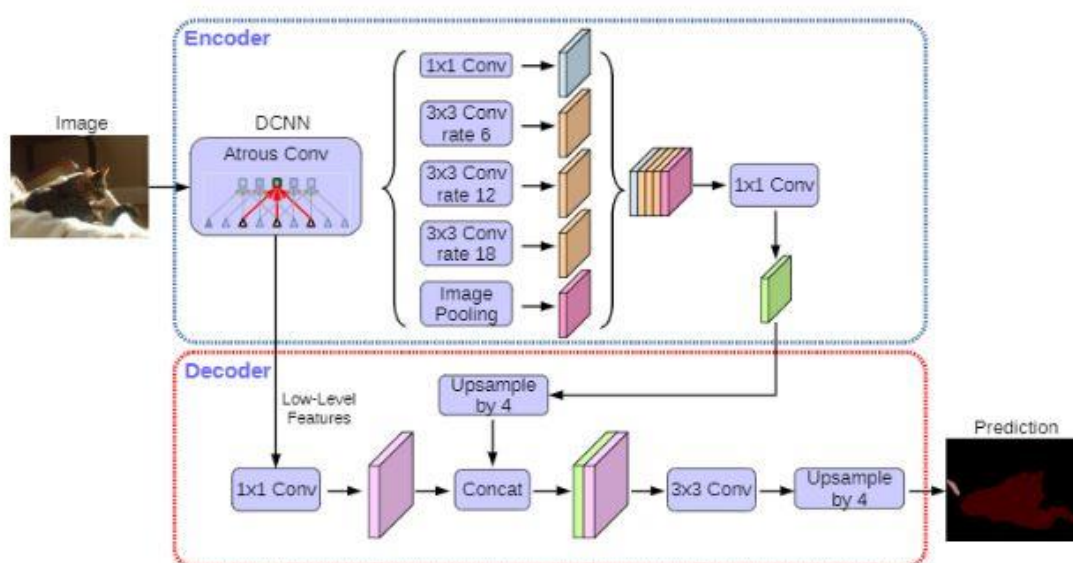 Encoder
Image
DCNN
Atrous Conv
1x1 Conv
3x3 Conv
rate 6
3x3 Conv
rate 12
3x3 Conv
rate 18
Image
Pooling
1x1 Conv
Decoder
Low-Level
Features
Upsample
by 4
1x1 Conv
Concat
3x3 Conv
Upsample
by 4
Prediction